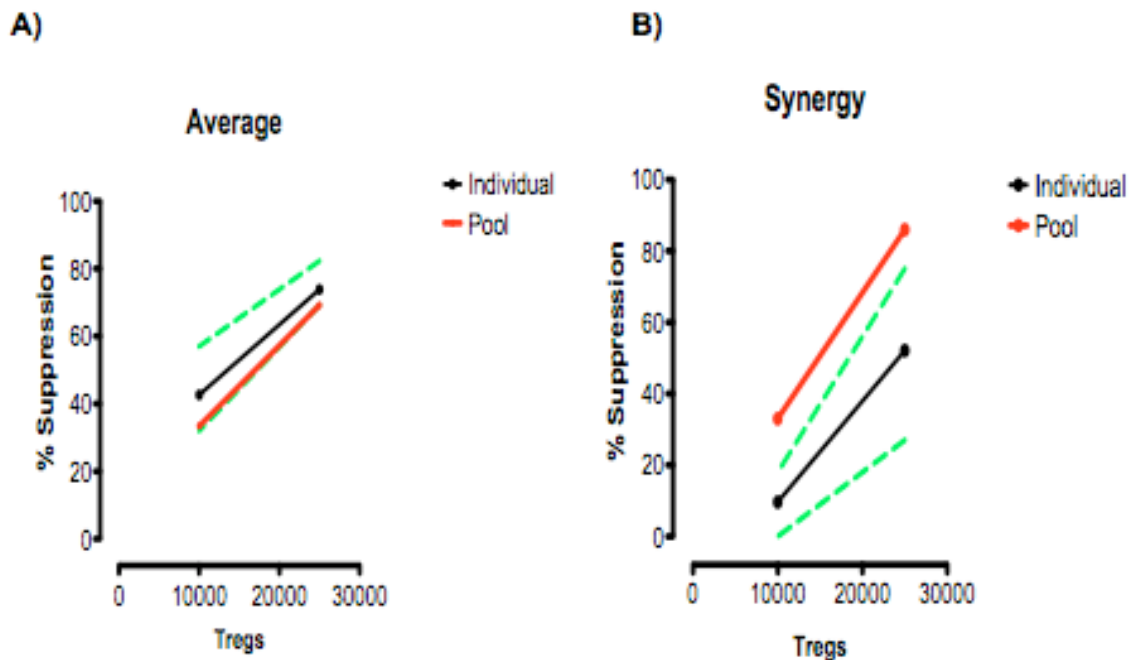 A)
Average
Individual
Pool
% Suppression
100
80
60
40
20
0
0 10000 20000 30000
Tregs
B)
Synergy
Individual
Pool
% Suppression
100
80
60
40
20
0
0 10000 20000 30000
Tregs